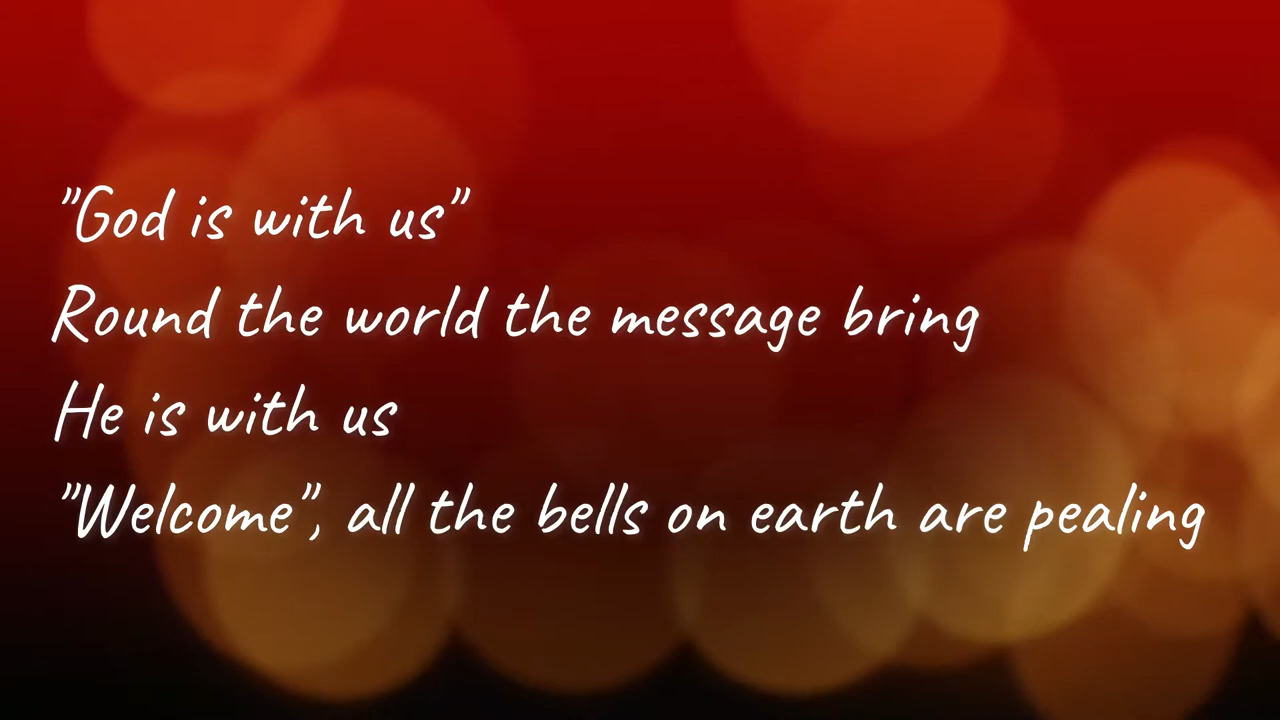 "God is with us"
Round the world the message bring
He is with us
"Welcome", all the bells on earth are pealing